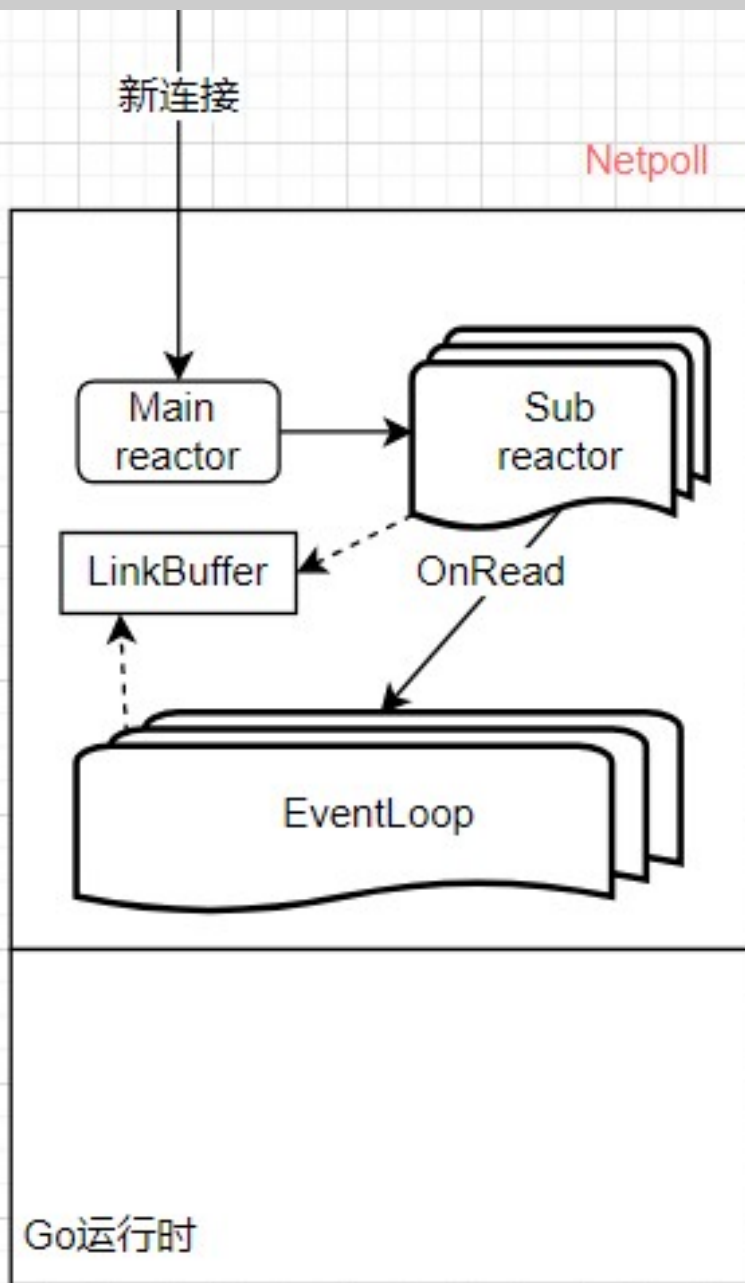 新连接
Netpoll
Main
reactor
Sub
reactor
LinkBuffer
OnRead
EventLoop
Go运行时